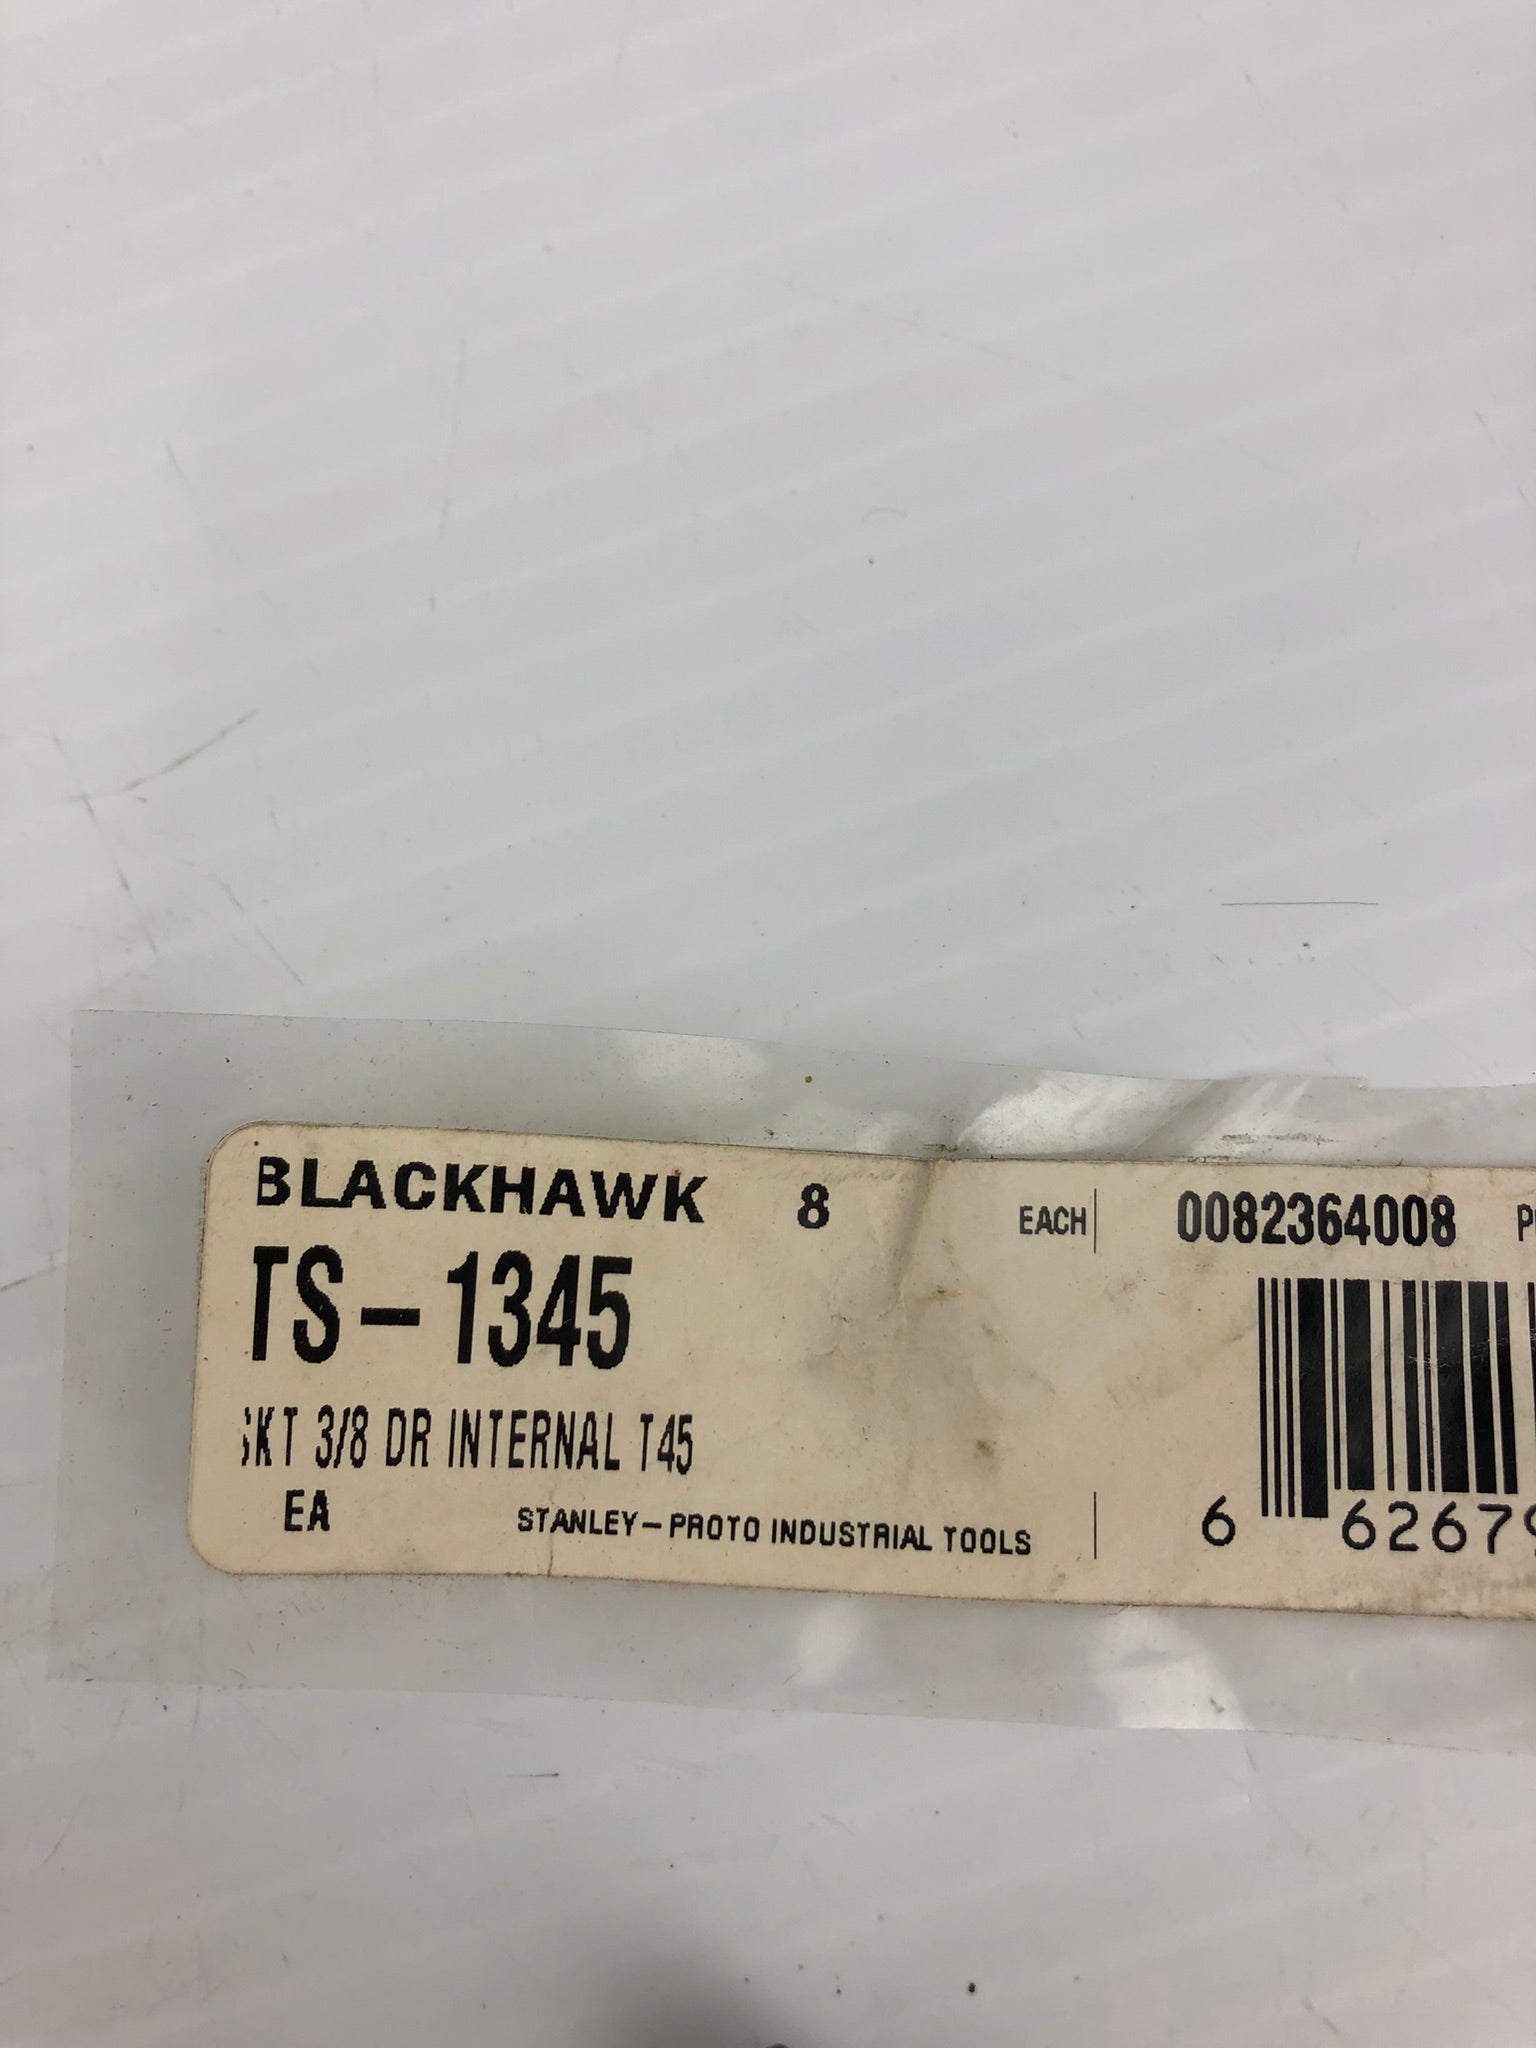 BLACKHAWK 8 EACH 0082364008
TS-1345
SKT 3/8 DR INTERNAL T45
EA STANLEY-PROTO INDUSTRIAL TOOLS
6 6267